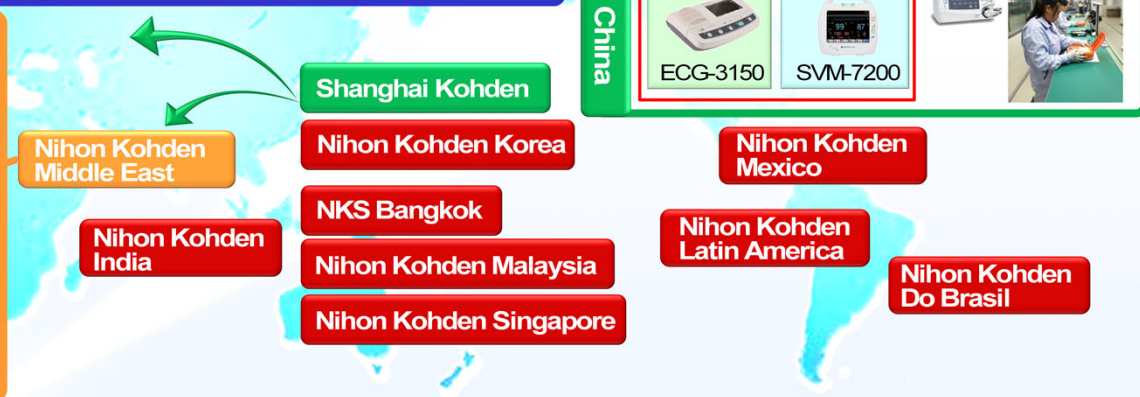 China
ECG-3150
SVM-7200
Shanghai Kohden
Nihon Kohden Korea
Nihon Kohden
Middle East
NKS Bangkok
Nihon Kohden
India
Nihon Kohden Malaysia
Nihon Kohden Singapore
Nihon Kohden
Mexico
Nihon Kohden
Latin America
Nihon Kohden
Do Brasil